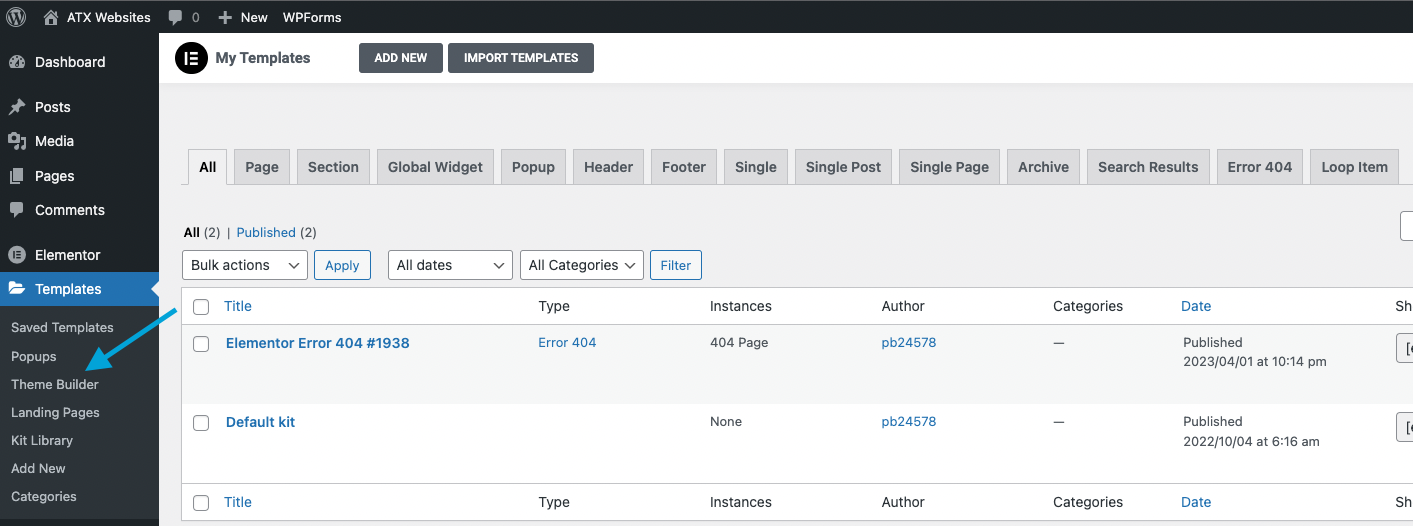 ATX Websites 0 New WPForms
Dashboard
Posts
Media
Pages
Comments
Elementor
Templates
Saved Templates
Popups
Theme Builder
Landing Pages
Kit Library
Add New
Categories
My Templates ADD NEW IMPORT TEMPLATES
All Page Section Global Widget Popup Header Footer Single Single Post Single Page Archive Search Results Error 404 Loop Item
All (2) | Published (2)
Bulk actions Apply All dates All Categories Filter
Title Type Instances Author Categories Date Sh
Elementor Error 404 #1938 Error 404 404 Page pb24578 — Published
2023/04/01 at 10:14 pm
Default kit None pb24578 — Published
2022/10/04 at 6:16 am
Title Type Instances Author Categories Date Sh